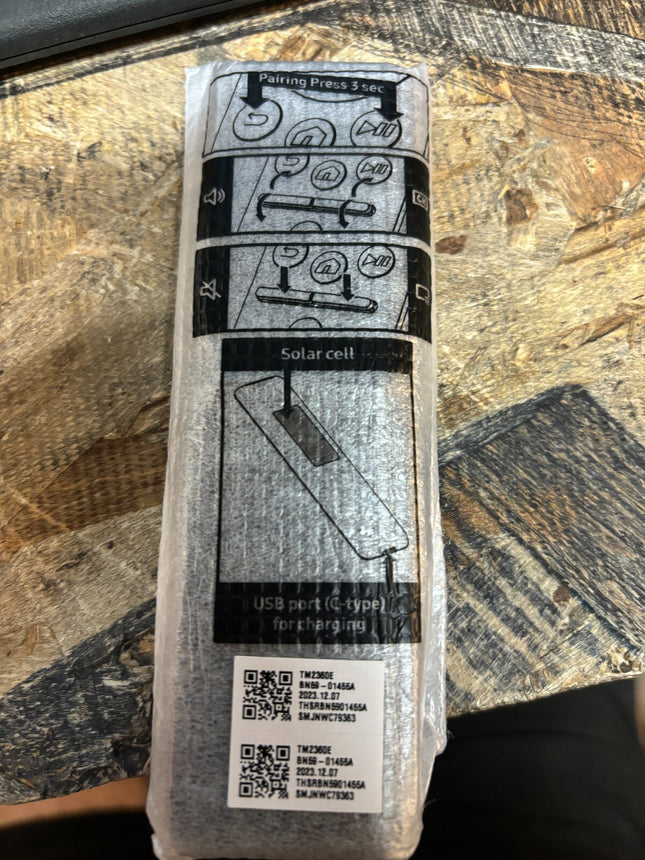 Pairing Press 3 sec
CH
Solar cell
USB port (C-type)
for charging
TM2360E
BN59-01455A
2023.12.07
THSRBN5901455A
SMJNWC79363
TM2360E
BN59-01455A
2023.12.07
THSRBN5901455A
SMJNWC79363